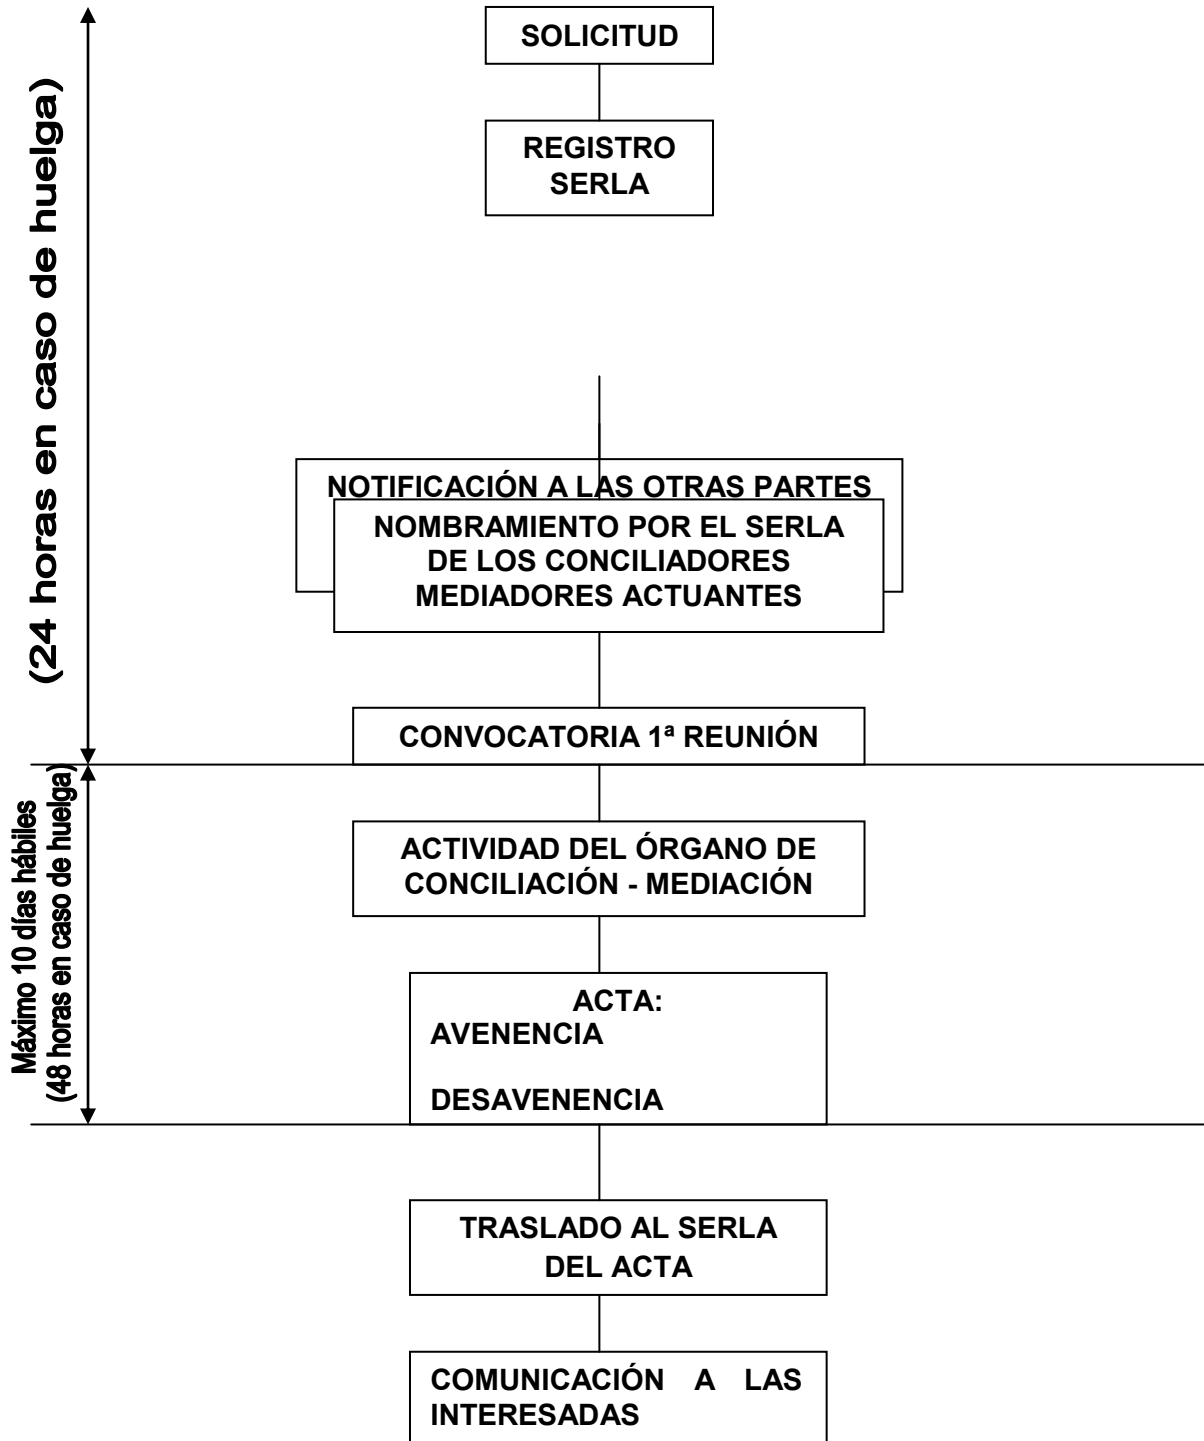 SOLICITUD
REGISTRO
SERLA
(24 horas en caso de huelga)
NOTIFICACIÓN A LAS OTRAS PARTES
NOMBRAMIENTO POR EL SERLA
DE LOS CONCILIADORES
MEDIADORES ACTUANTES
CONVOCATORIA 1ª REUNIÓN
Máximo 10 días hábiles
(48 horas en caso de huelga)
ACTIVIDAD DEL ÓRGANO DE
CONCILIACIÓN - MEDIACIÓN
ACTA:
AVENENCIA
DESAVENENCIA
TRASLADO AL SERLA
DEL ACTA
COMUNICACIÓN A LAS
INTERESADAS